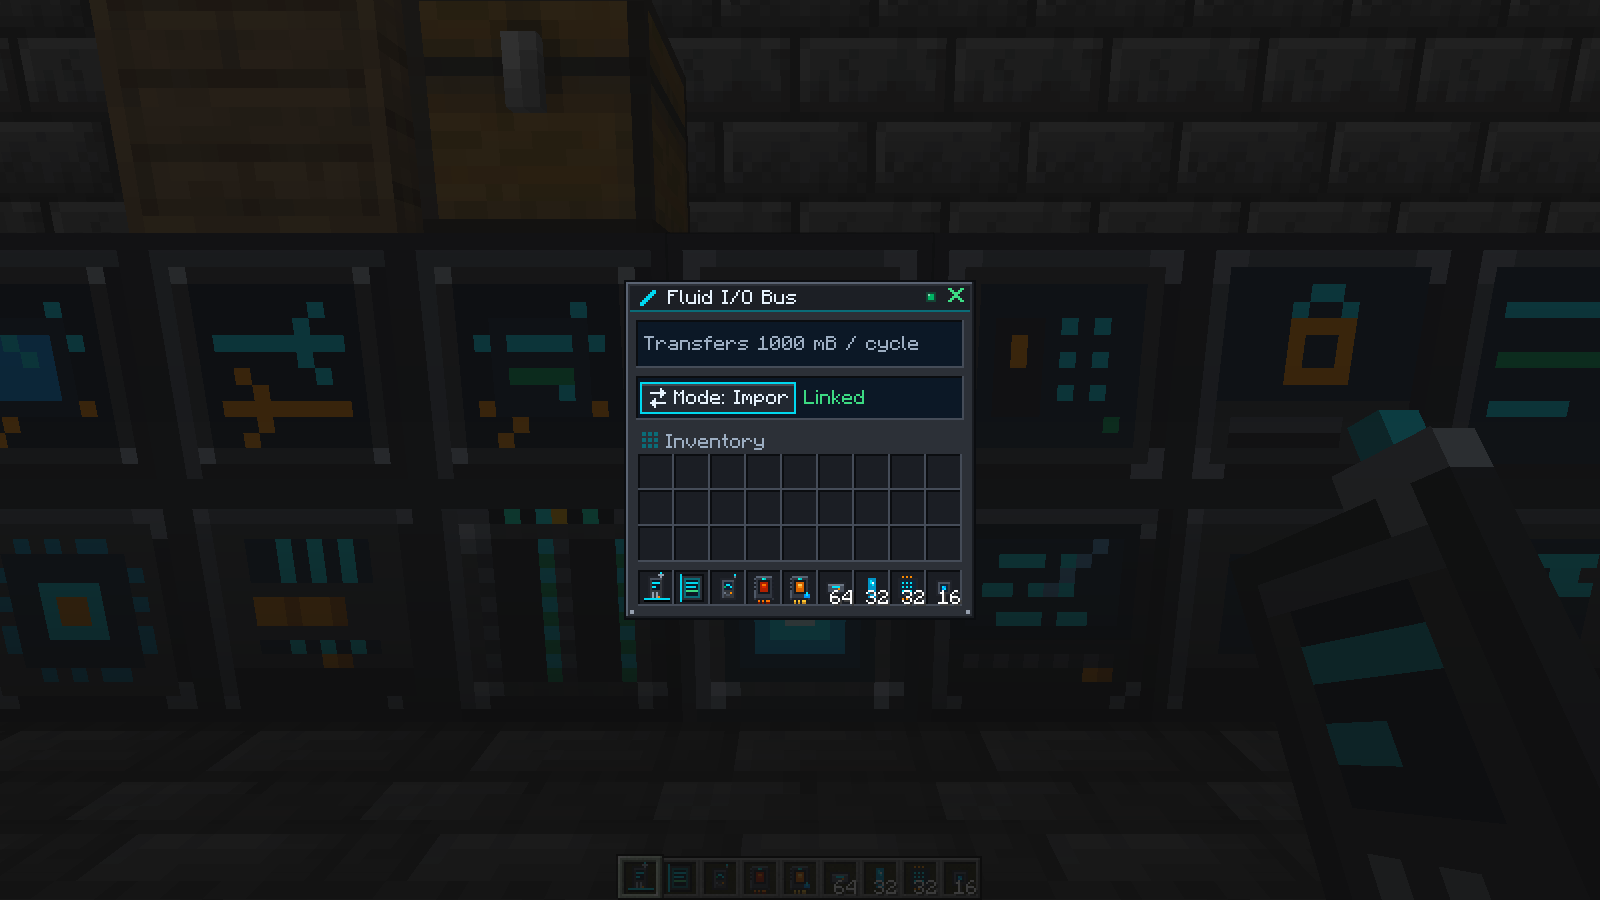 Fluid I/O Bus
Transfers 1000 mB / cycle
Mode: Impor Linked
Inventory
64 32 32 16
64 32 32 16